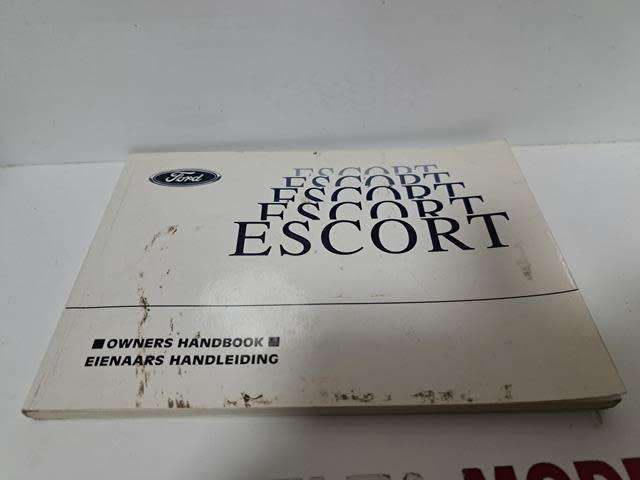 Ford
ESCORT
ESCORT
ESCORT
ESCORT
ESCORT
OWNERS HANDBOOK
EIENAARS HANDLEIDING